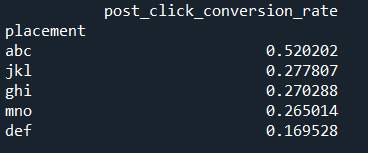 post_click_conversion_rate
placement
abc 0.520202
jkl 0.277807
ghi 0.270288
mno 0.265014
def 0.169528